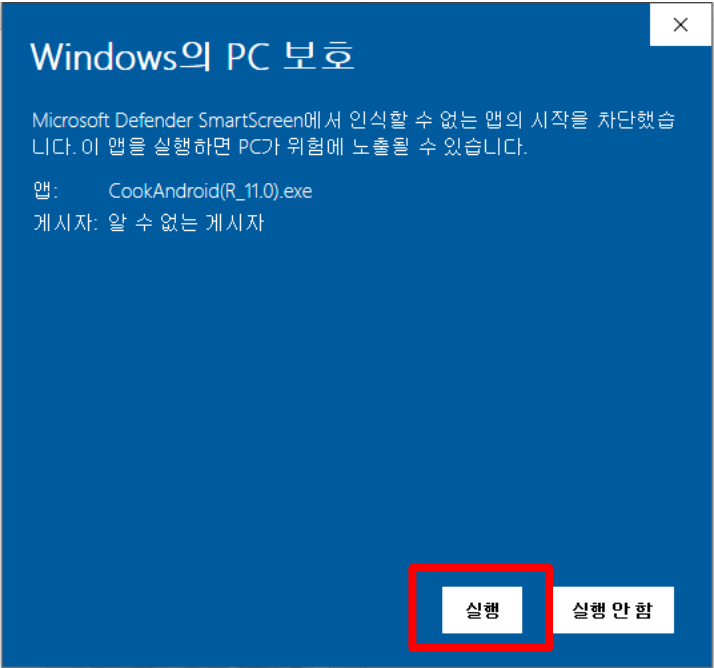 Windows의 PC 보호
Microsoft Defender SmartScreen에서 인식할 수 없는 앱의 시작을 차단했습
니다. 이 앱을 실행하면 PC가 위험에 노출될 수 있습니다.
앱: CookAndroid(R_11.0).exe
게시자: 알 수 없는 게시자
실행 실행 안 함